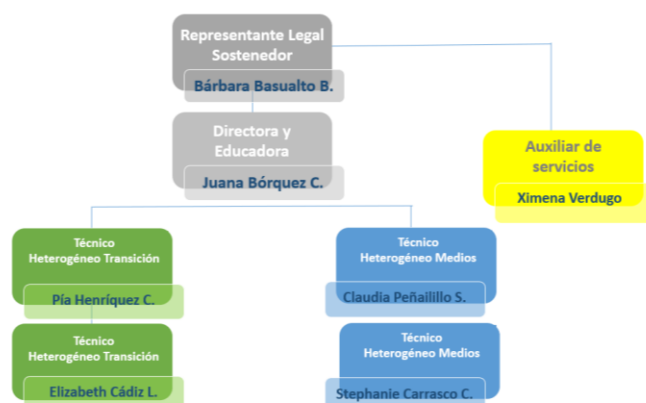 Representante Legal
Sostenedor
Bárbara Basualto B.
Directora y
Educadora
Juana Bórquez C.
Auxiliar de
servicios
Ximena Verdugo
Técnico
Heterogéneo Transición
Pía Henríquez C.
Técnico
Heterogéneo Medios
Claudia Peñailillo S.
Técnico
Heterogéneo Transición
Elizabeth Cádiz L.
Técnico
Heterogéneo Medios
Stephanie Carrasco C.